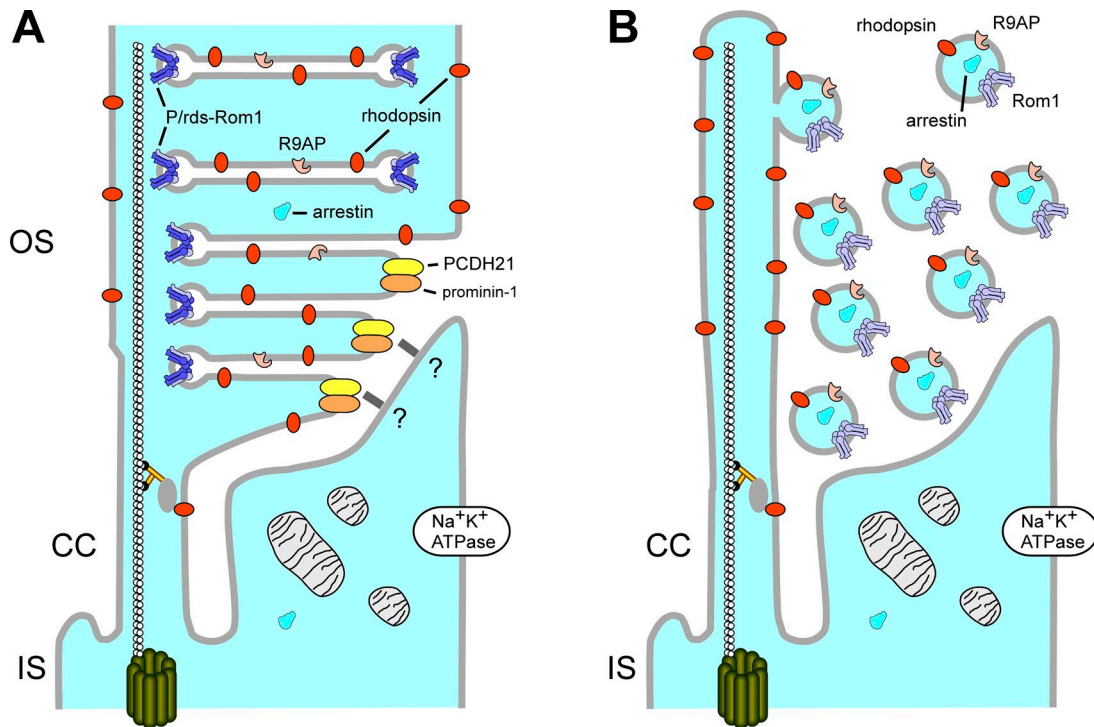 A
P/rds-Rom1
rhodopsin
R9AP
arrestin
OS
PCDH21
prominin-1
?
?
CC
Na⁺K⁺
ATPase
IS
B
rhodopsin
R9AP
Rom1
arrestin
CC
Na⁺K⁺
ATPase
IS